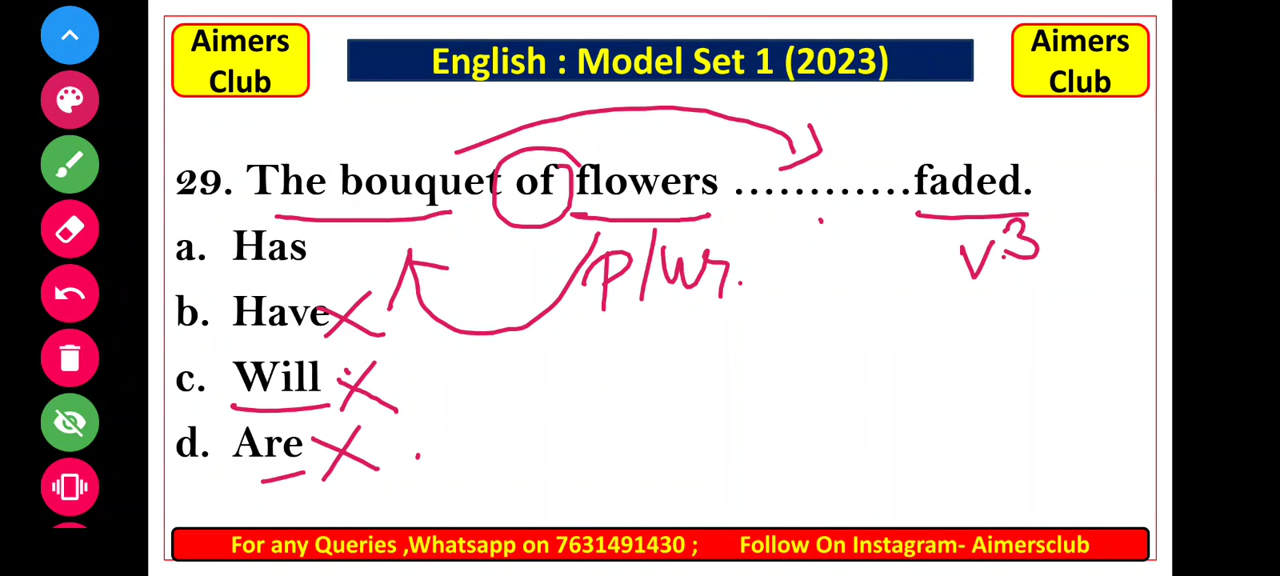 Aimers
Club
English : Model Set 1 (2023)
Aimers
Club
29. The bouquet of flowers ............faded.
a. Has
b. Have
c. Will
d. Are
V.3
For any Queries ,Whatsapp on 7631491430 ; Follow On Instagram- Aimersclub